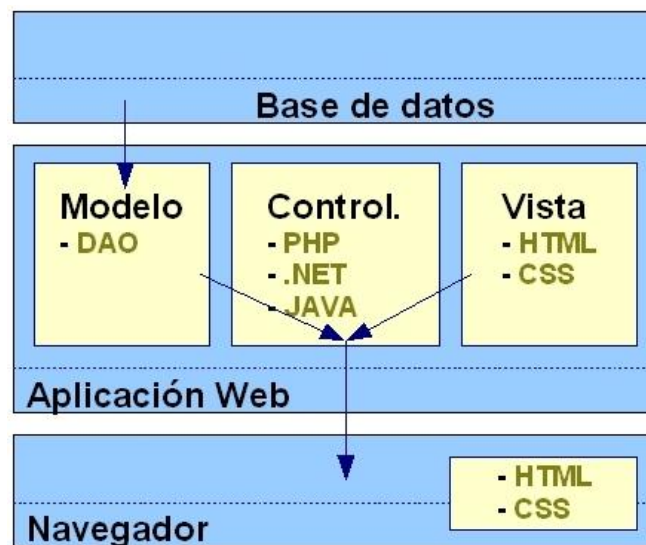 Base de datos
Modelo
- DAO
Control.
- PHP
- .NET
- JAVA
Vista
- HTML
- CSS
Aplicación Web
- HTML
- CSS
Navegador